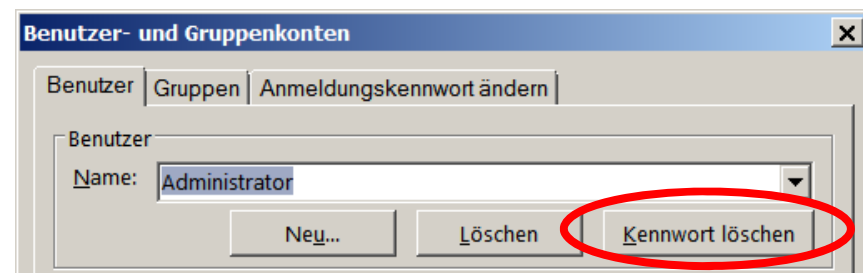 Benutzer- und Gruppenkonten
Benutzer Gruppen Anmeldungskennwort ändern
Benutzer
Name: Administrator
Neu... Löschen Kennwort löschen